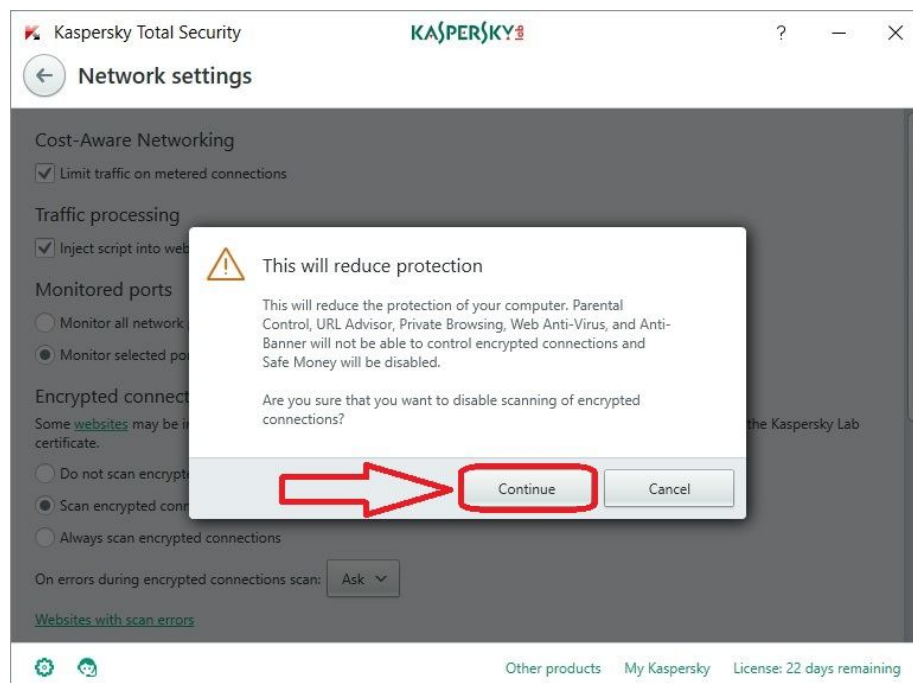 Kaspersky Total Security
KASPERSKY lab
?
Network settings
Cost-Aware Networking
Limit traffic on metered connections
Traffic processing
Inject script into web
This will reduce protection
Monitored ports
This will reduce the protection of your computer. Parental
Control, URL Advisor, Private Browsing, Web Anti-Virus, and Anti-
Banner will not be able to control encrypted connections and
Safe Money will be disabled.
Monitor all network
Monitor selected po
Encrypted connect
Are you sure that you want to disable scanning of encrypted
connections?
Some websites may be i
the Kaspersky Lab
certificate.
Do not scan encrypt
Continue
Cancel
Scan encrypted conn
Always scan encrypted connections
On errors during encrypted connections scan:
Ask
Websites with scan errors
Other products
My Kaspersky
License: 22 days remaining